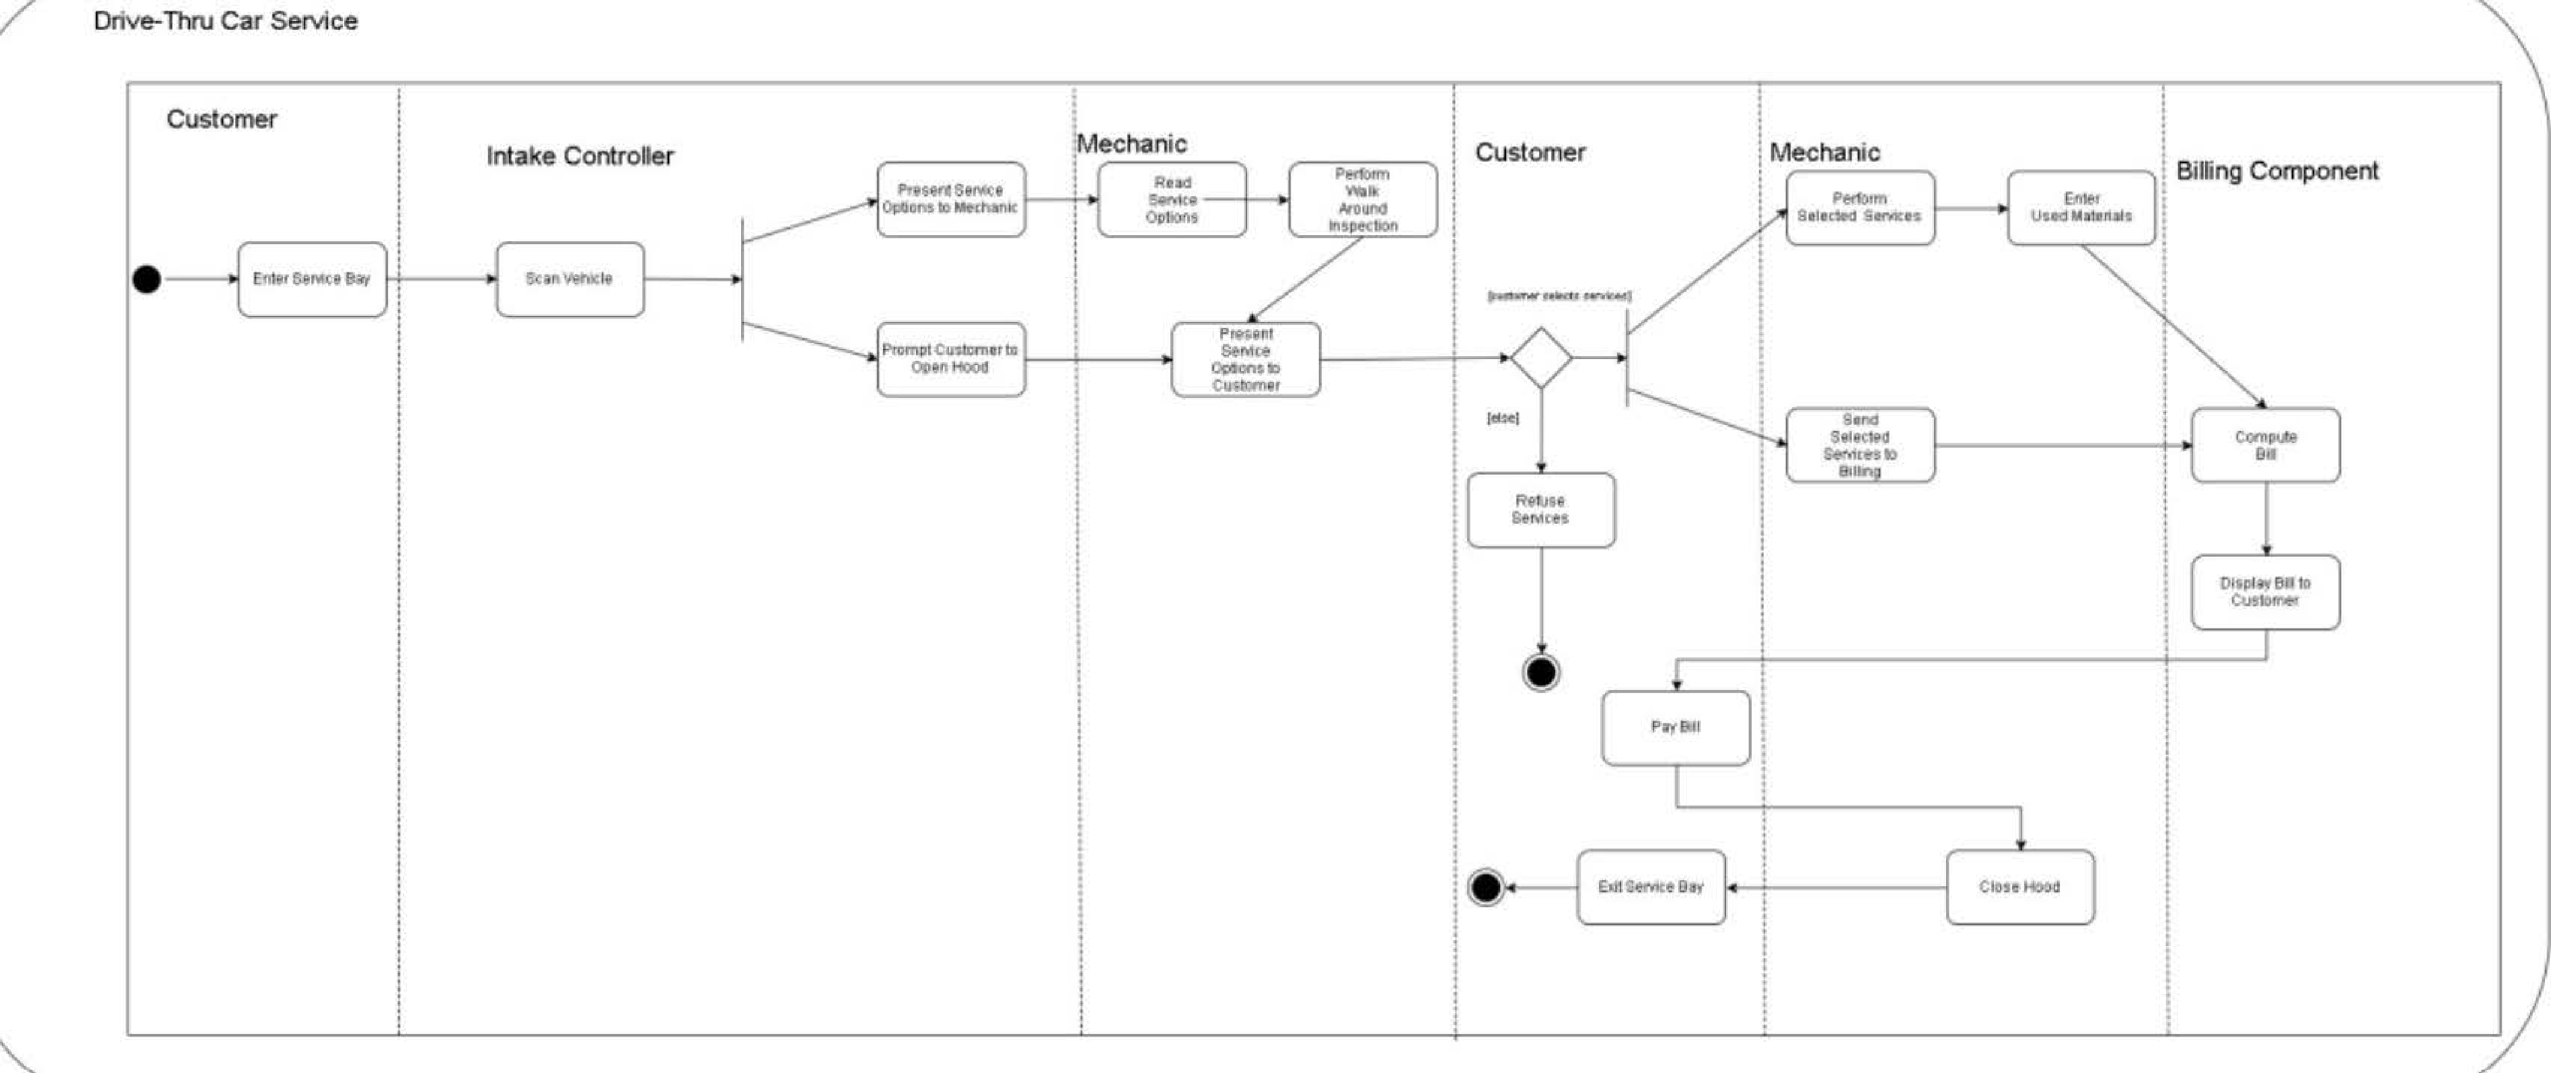 Drive-Thru Car Service
Customer
Intake Controller
Mechanic
Customer
Mechanic
Billing Component
Enter Service Bay
Scan Vehicle
Present Service
Options to Mechanic
Prompt Customer to
Open Hood
Read
Service
Options
Perform
Walk
Around
Inspection
Present
Service
Options to
Customer
[customer selects services]
[else]
Refuse
Services
Perform
Selected Services
Enter
Used Materials
Send
Selected
Services to
Billing
Compute
Bill
Display Bill to
Customer
Pay Bill
Close Hood
Exit Service Bay